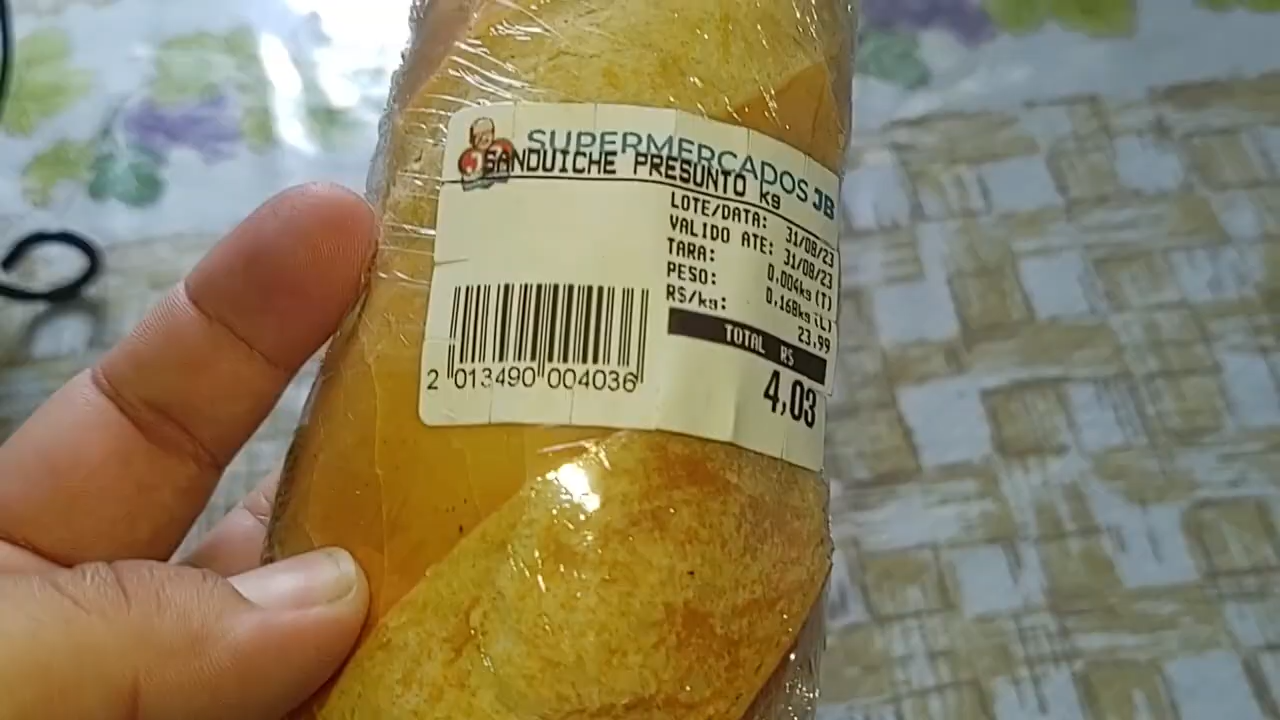 SUPERMERCADOS JB
SANDUICHE PRESUNTO kg
LOTE/DATA: 31/08/23
VALIDO ATE: 31/08/23
TARA: 0.004kg(T)
PESO: 0.168kg(L)
R$/kg: 23.99
TOTAL R$
4,03
2 013490 004036